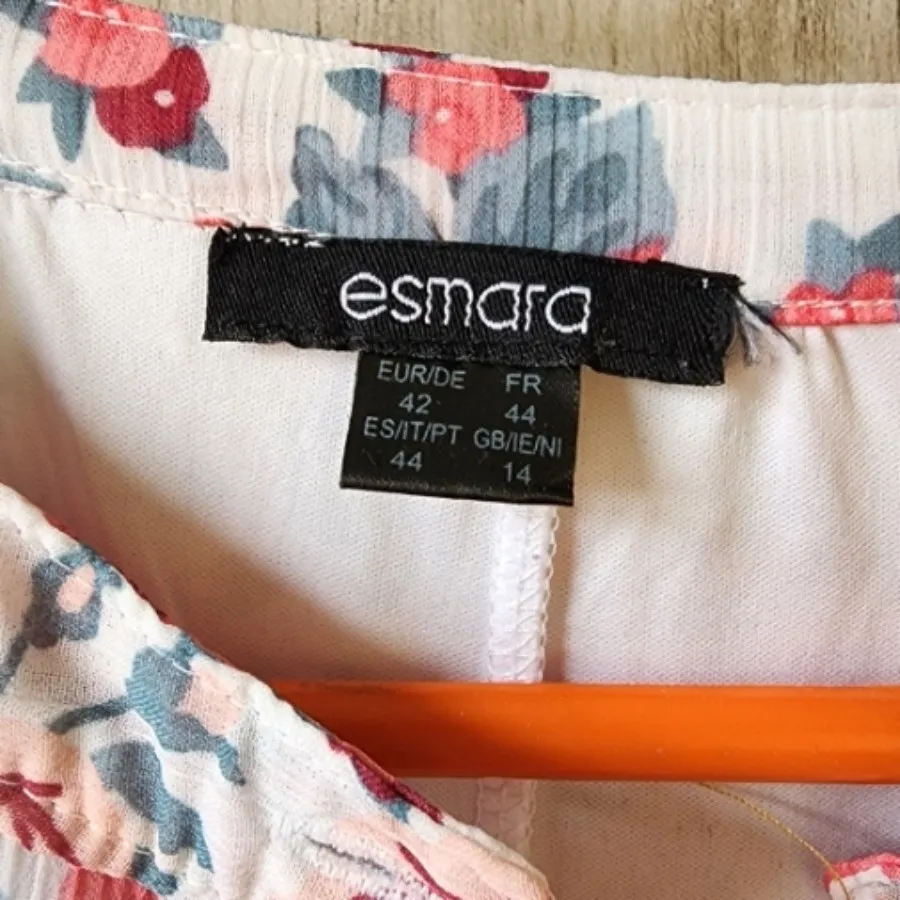 esmara
EUR/DE FR
42 44
ES/IT/PT GB/IE/NI
44 14